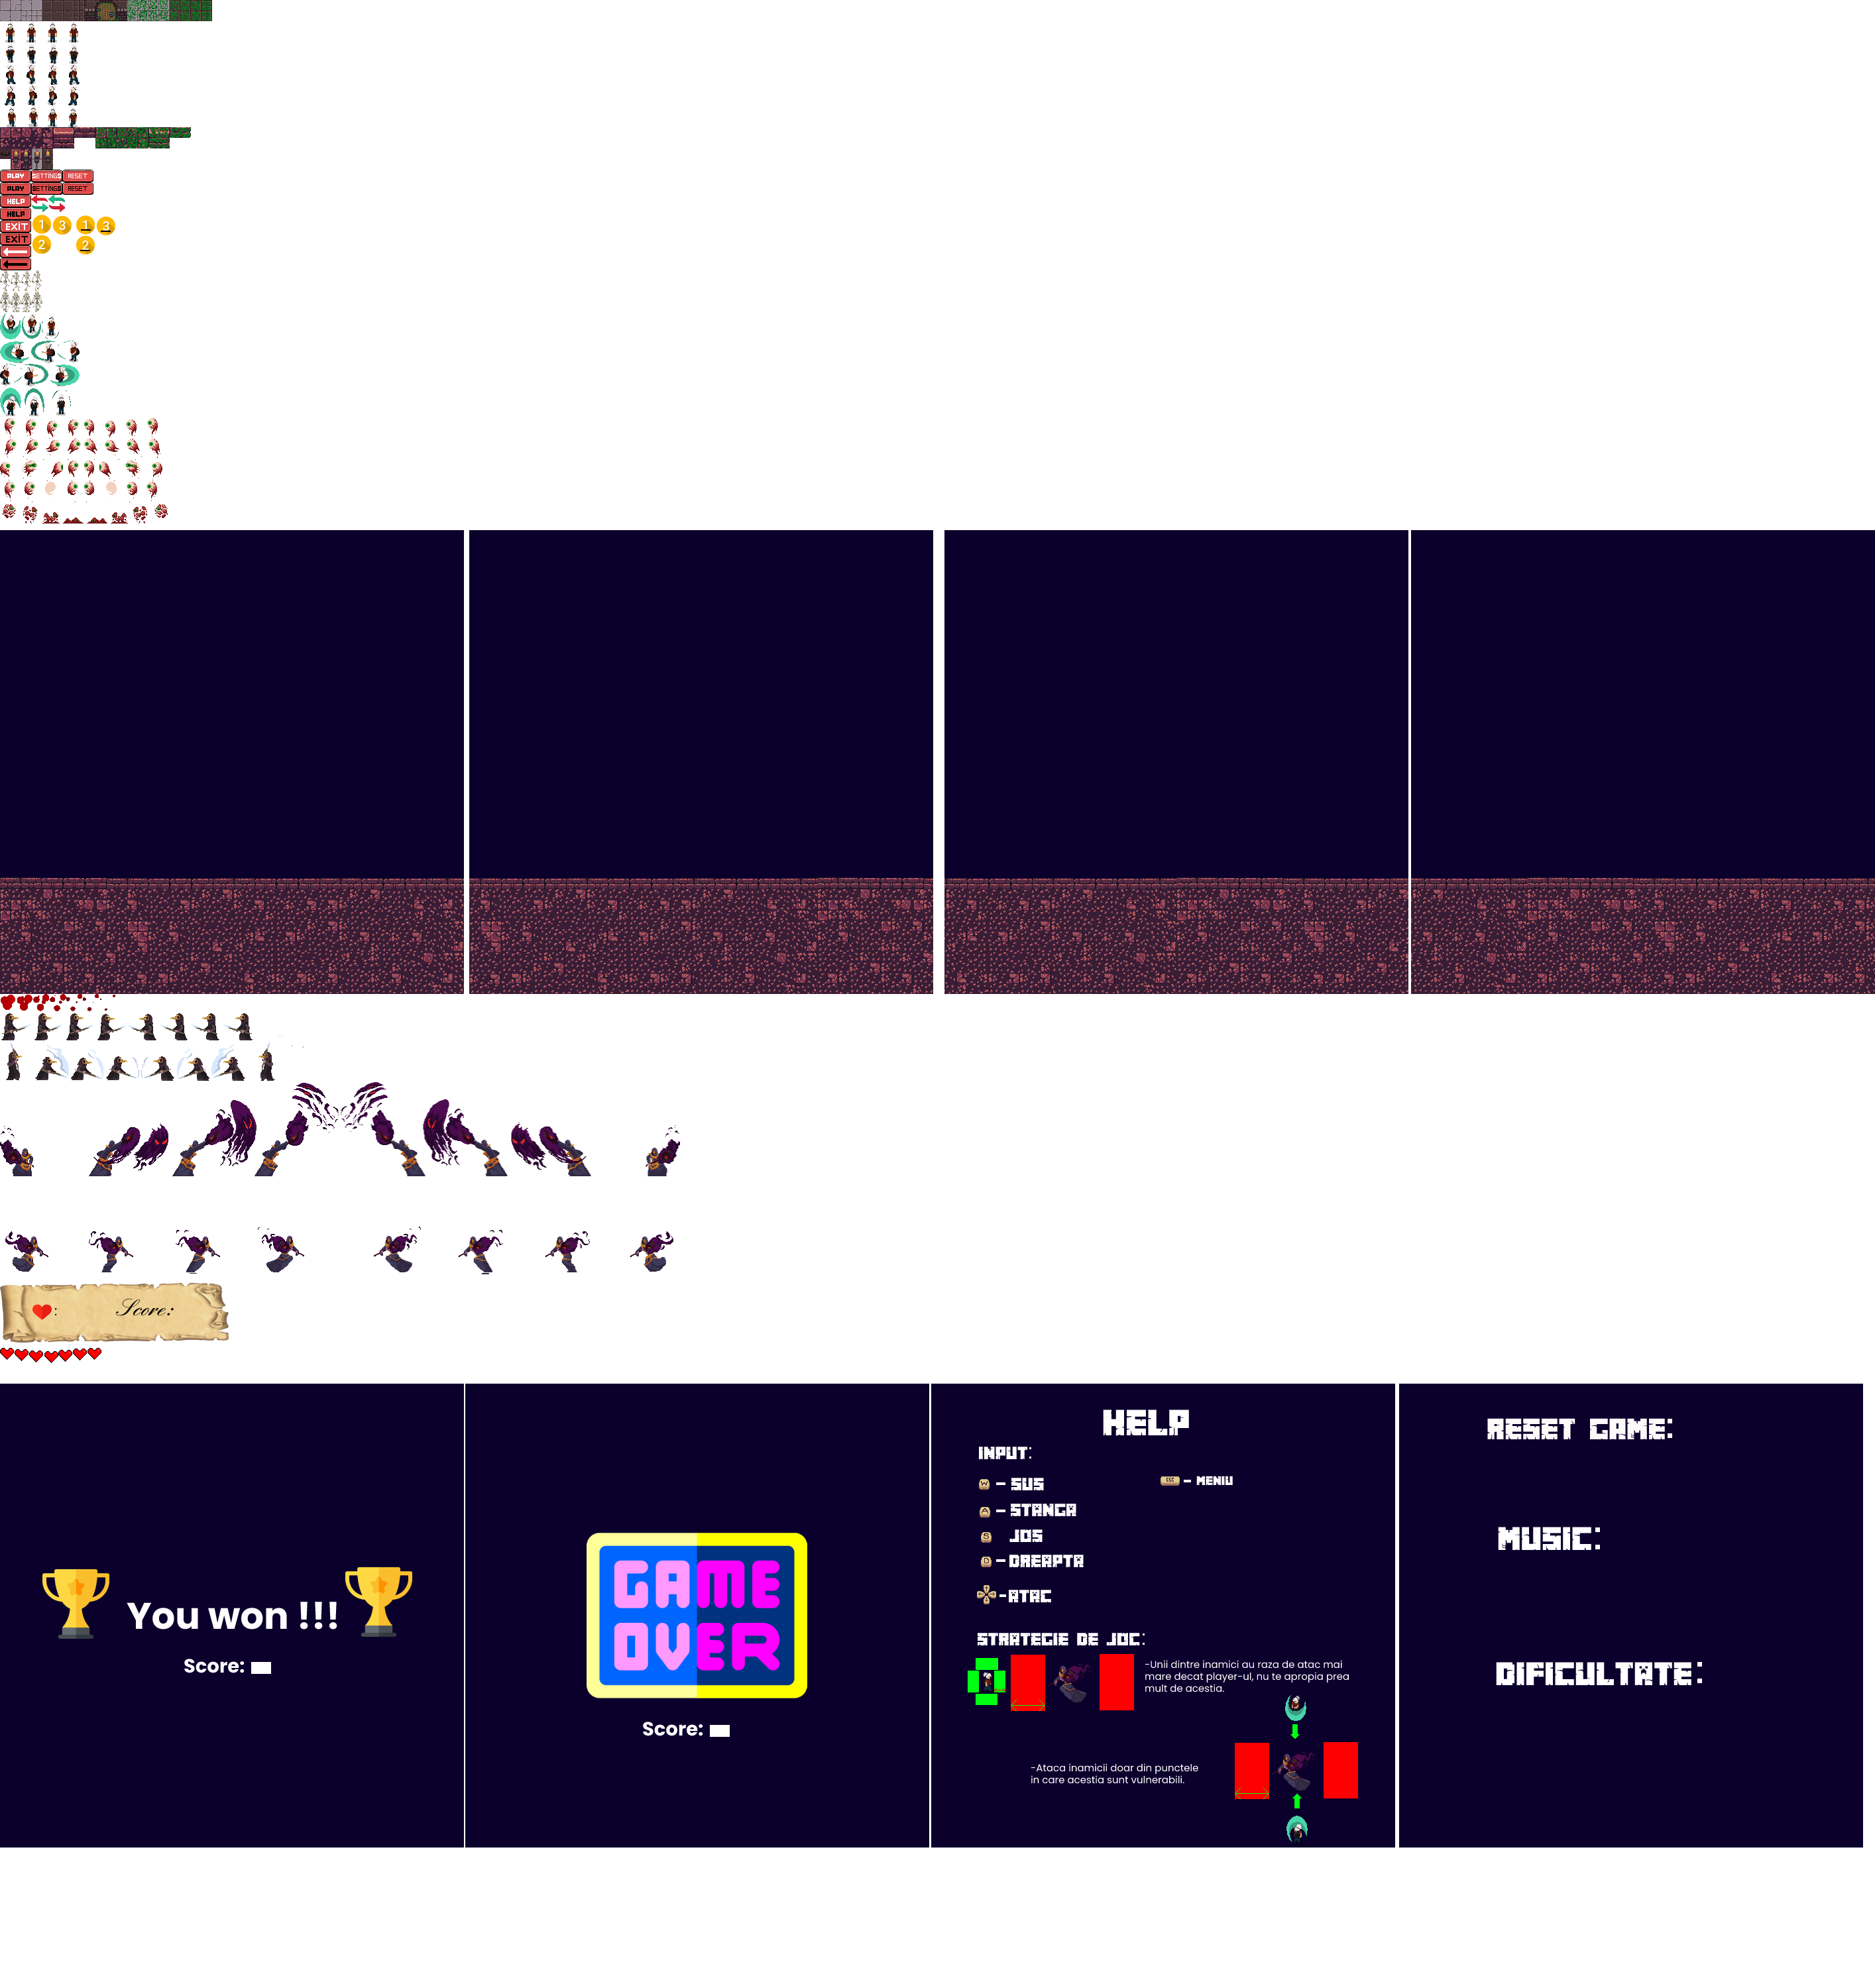 PLAY SETTINGS RESET
PLAY SETTINGS RESET
HELP
HELP
EXIT
1 3 1 3
EXIT
2 2
:
Score:
You won !!!
Score:
GAME
OVER
Score:
HELP
INPUT:
W - SUS
ESC - MENIU
A - STANGA
S JOS
D - DREAPTA
-ATAC
STRATEGIE DE JOC:
-Unii dintre inamici au raza de atac mai
mare decat player-ul, nu te apropia prea
mult de acestia.
-Ataca inamicii doar din punctele
in care acestia sunt vulnerabili.
RESET GAME:
MUSIC:
DIFICULTATE: